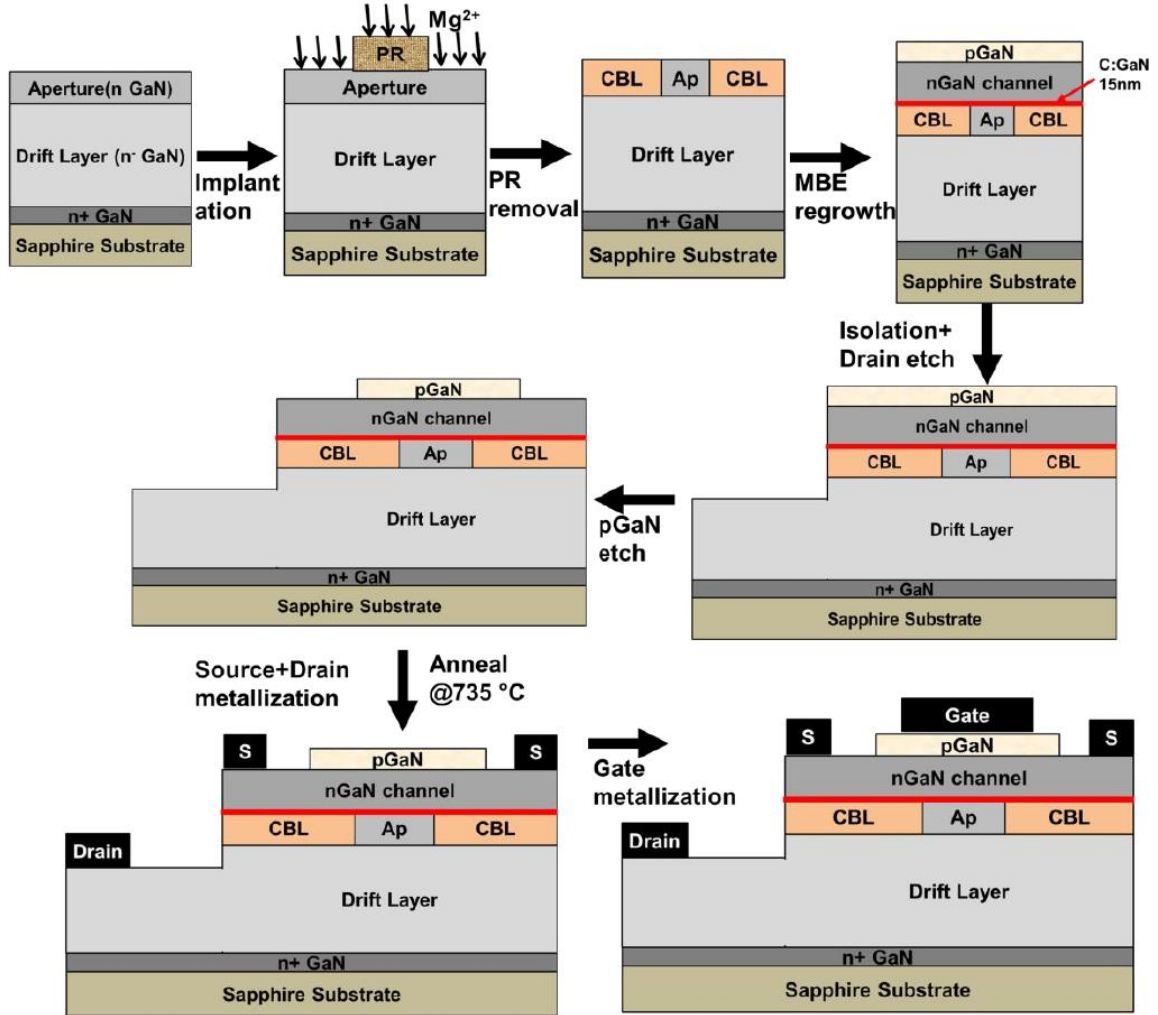 Aperture(n GaN)
Drift Layer (n- GaN)
n+ GaN
Sapphire Substrate
Implant
ation
Mg2+
PR
Aperture
Drift Layer
n+ GaN
Sapphire Substrate
PR
removal
CBL Ap CBL
Drift Layer
n+ GaN
Sapphire Substrate
MBE
regrowth
pGaN
nGaN channel
C:GaN
15nm
CBL Ap CBL
Drift Layer
n+ GaN
Sapphire Substrate
Isolation+
Drain etch
pGaN
nGaN channel
CBL Ap CBL
Drift Layer
n+ GaN
Sapphire Substrate
pGaN
etch
pGaN
nGaN channel
CBL Ap CBL
Drift Layer
n+ GaN
Sapphire Substrate
Source+Drain
metallization
Anneal
@735 °C
S pGaN S
nGaN channel
CBL Ap CBL
Drain
Drift Layer
n+ GaN
Sapphire Substrate
Gate
metallization
Gate
S pGaN S
nGaN channel
CBL Ap CBL
Drain
Drift Layer
n+ GaN
Sapphire Substrate